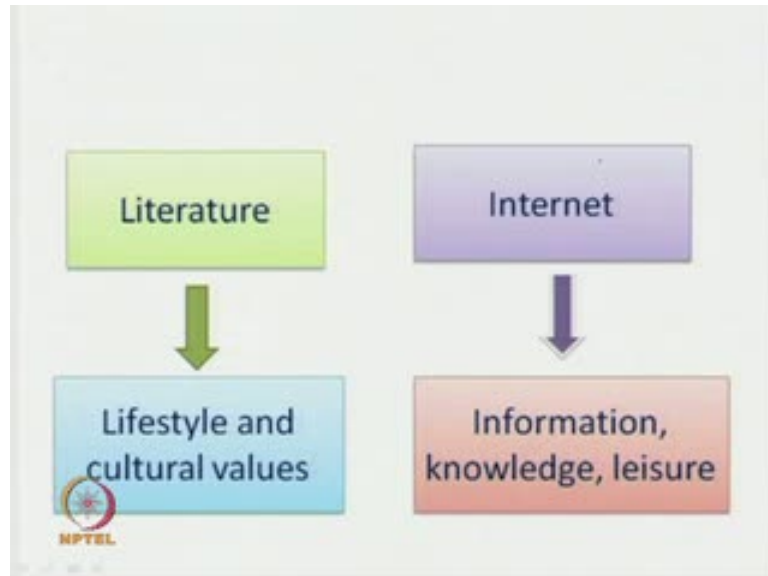 Literature
Internet
Lifestyle and
cultural values
Information,
knowledge, leisure
NPTEL